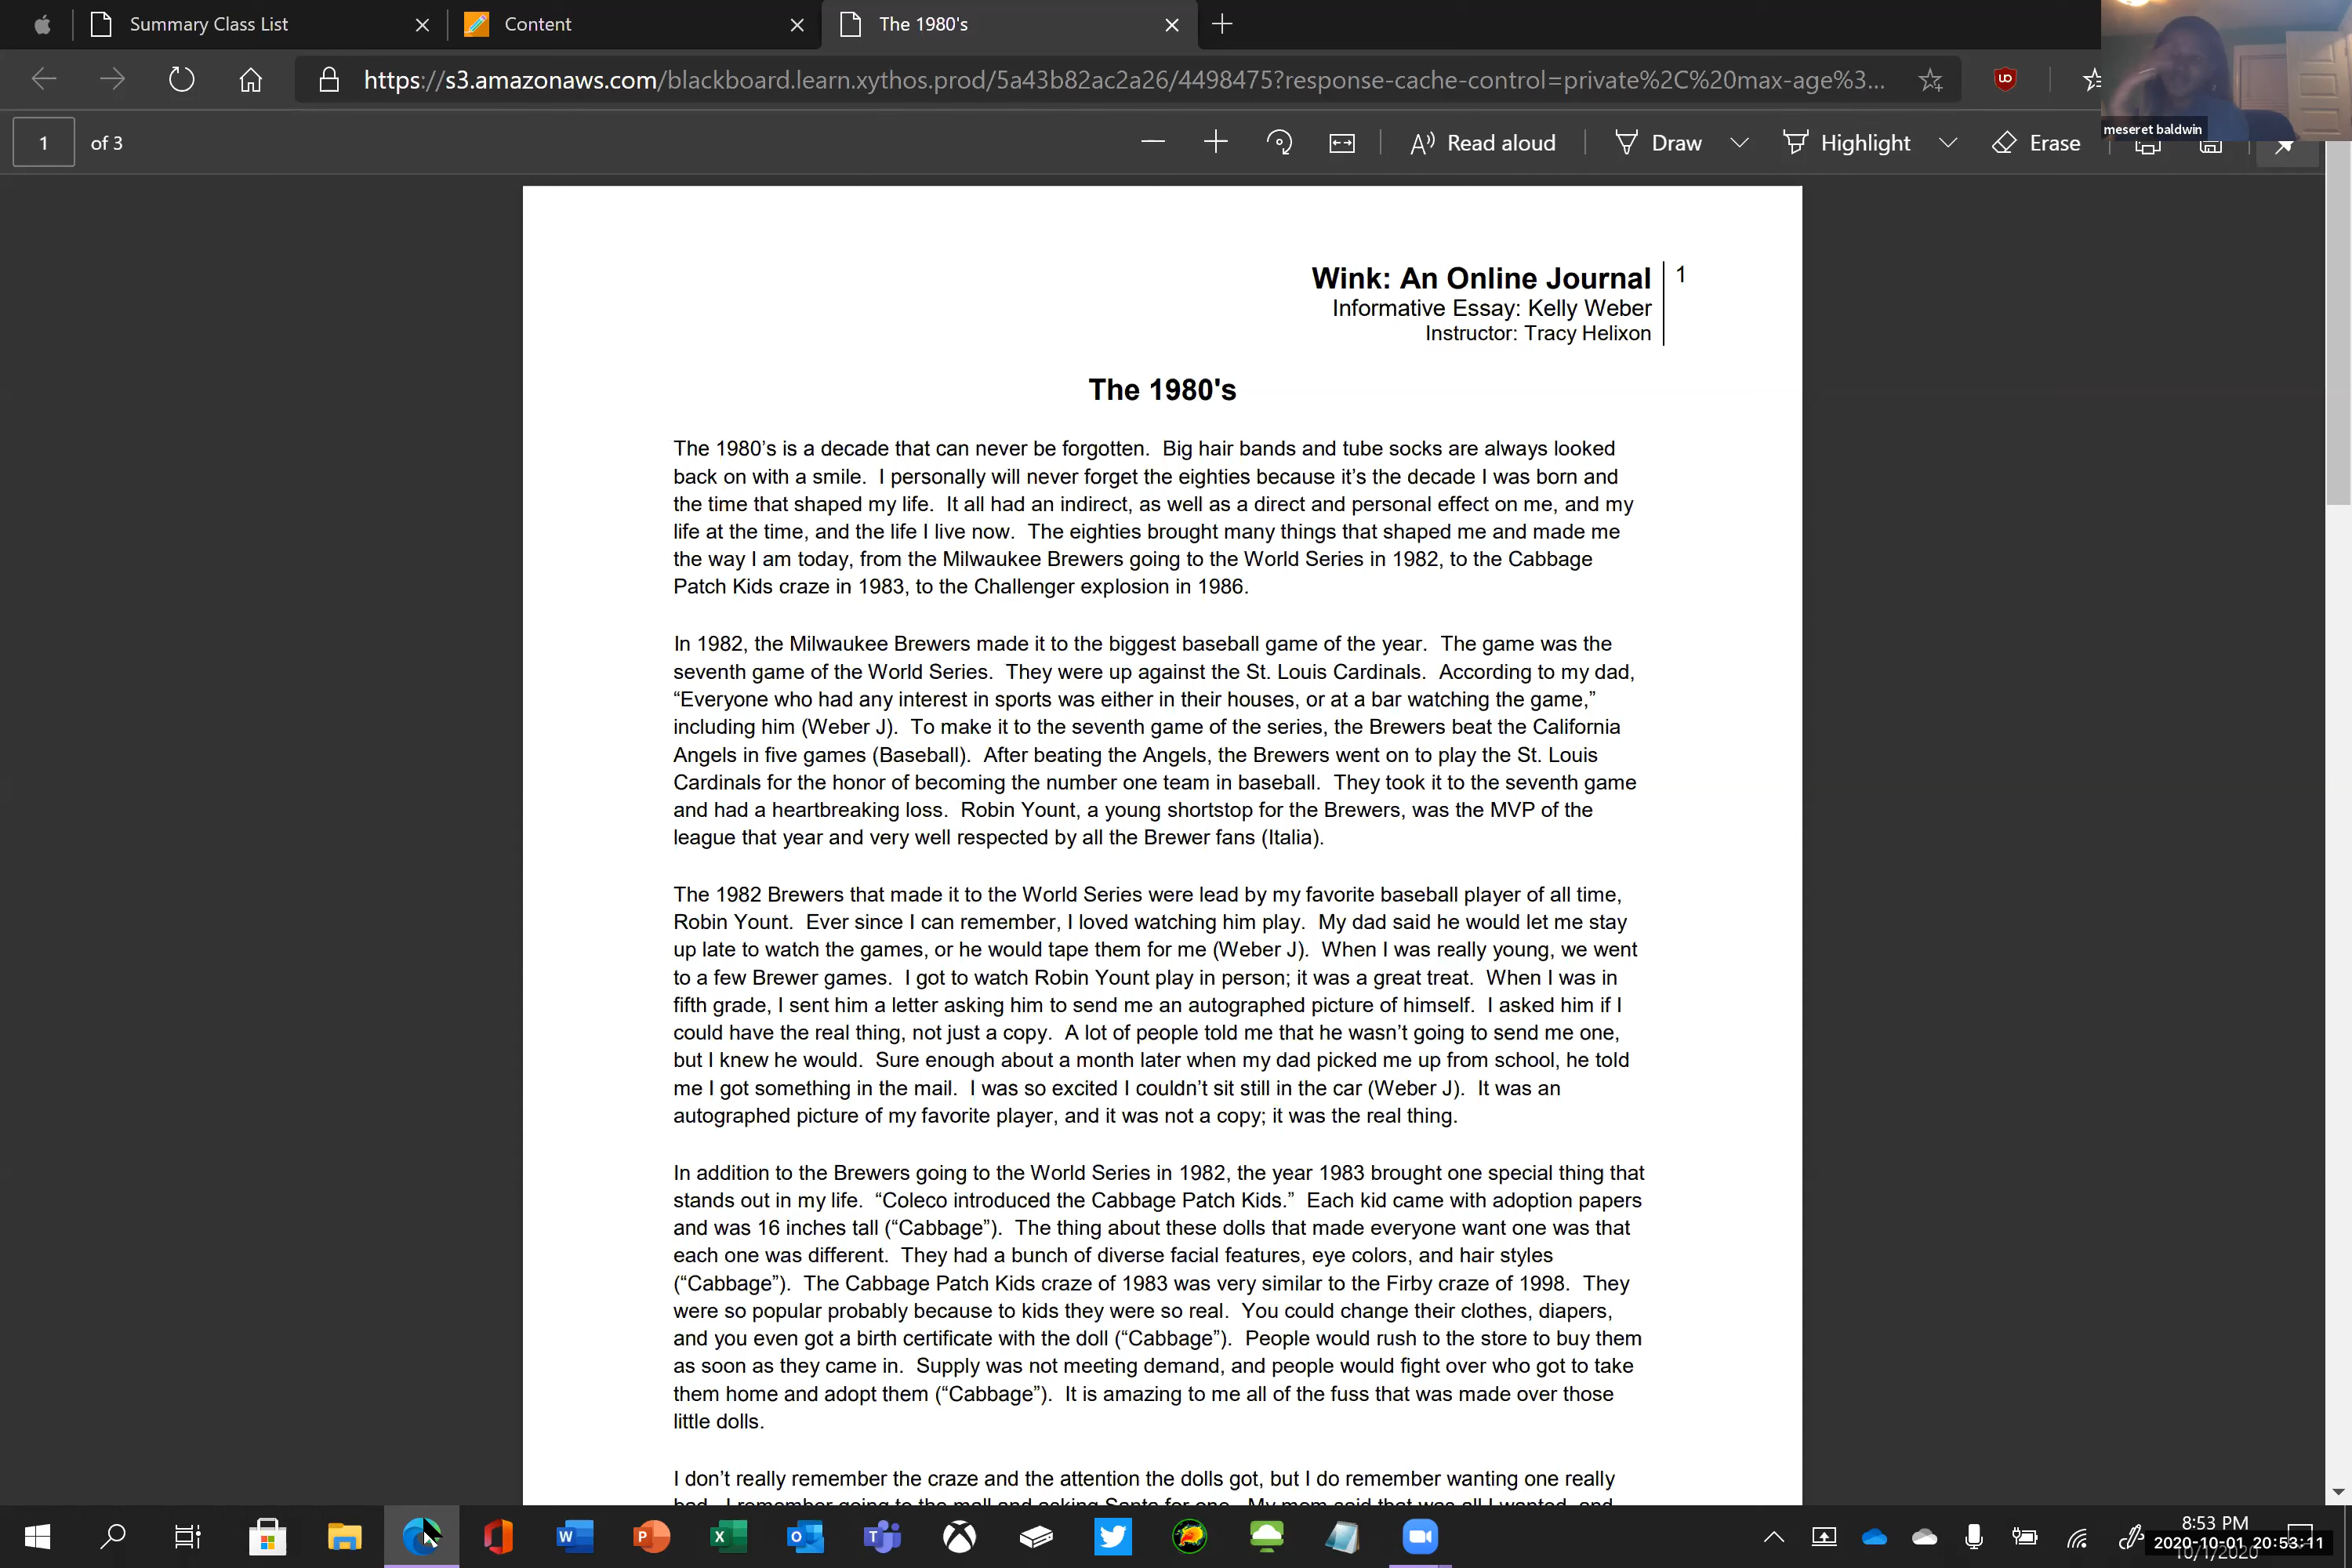 Summary Class List
Content
The 1980's
https://s3.amazonaws.com/blackboard.learn.xythos.prod/5a43b82ac2a26/4498475?response-cache-control=private%2C%20max-age%3...
meseret baldwin
1 of 3
Read aloud
Draw
Highlight
Erase
Wink: An Online Journal 1
Informative Essay: Kelly Weber
Instructor: Tracy Helixon
The 1980's
The 1980’s is a decade that can never be forgotten. Big hair bands and tube socks are always looked
back on with a smile. I personally will never forget the eighties because it’s the decade I was born and
the time that shaped my life. It all had an indirect, as well as a direct and personal effect on me, and my
life at the time, and the life I live now. The eighties brought many things that shaped me and made me
the way I am today, from the Milwaukee Brewers going to the World Series in 1982, to the Cabbage
Patch Kids craze in 1983, to the Challenger explosion in 1986.
In 1982, the Milwaukee Brewers made it to the biggest baseball game of the year. The game was the
seventh game of the World Series. They were up against the St. Louis Cardinals. According to my dad,
“Everyone who had any interest in sports was either in their houses, or at a bar watching the game,”
including him (Weber J). To make it to the seventh game of the series, the Brewers beat the California
Angels in five games (Baseball). After beating the Angels, the Brewers went on to play the St. Louis
Cardinals for the honor of becoming the number one team in baseball. They took it to the seventh game
and had a heartbreaking loss. Robin Yount, a young shortstop for the Brewers, was the MVP of the
league that year and very well respected by all the Brewer fans (Italia).
The 1982 Brewers that made it to the World Series were lead by my favorite baseball player of all time,
Robin Yount. Ever since I can remember, I loved watching him play. My dad said he would let me stay
up late to watch the games, or he would tape them for me (Weber J). When I was really young, we went
to a few Brewer games. I got to watch Robin Yount play in person; it was a great treat. When I was in
fifth grade, I sent him a letter asking him to send me an autographed picture of himself. I asked him if I
could have the real thing, not just a copy. A lot of people told me that he wasn’t going to send me one,
but I knew he would. Sure enough about a month later when my dad picked me up from school, he told
me I got something in the mail. I was so excited I couldn’t sit still in the car (Weber J). It was an
autographed picture of my favorite player, and it was not a copy; it was the real thing.
In addition to the Brewers going to the World Series in 1982, the year 1983 brought one special thing that
stands out in my life. “Coleco introduced the Cabbage Patch Kids.” Each kid came with adoption papers
and was 16 inches tall (“Cabbage”). The thing about these dolls that made everyone want one was that
each one was different. They had a bunch of diverse facial features, eye colors, and hair styles
(“Cabbage”). The Cabbage Patch Kids craze of 1983 was very similar to the Firby craze of 1998. They
were so popular probably because to kids they were so real. You could change their clothes, diapers,
and you even got a birth certificate with the doll (“Cabbage”). People would rush to the store to buy them
as soon as they came in. Supply was not meeting demand, and people would fight over who got to take
them home and adopt them (“Cabbage”). It is amazing to me all of the fuss that was made over those
little dolls.
I don’t really remember the craze and the attention the dolls got, but I do remember wanting one really
bad. I remember going to the mall and asking Santa for one. My mom said that was all I wanted, and
8:53 PM
10/1/2020
2020-10-01 20:53:11